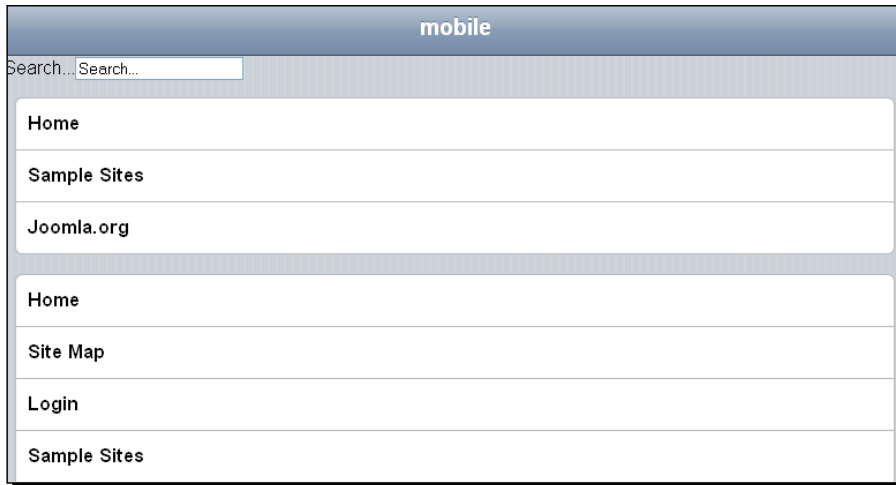 mobile
Search... Search...
Home
Sample Sites
Joomla.org
Home
Site Map
Login
Sample Sites